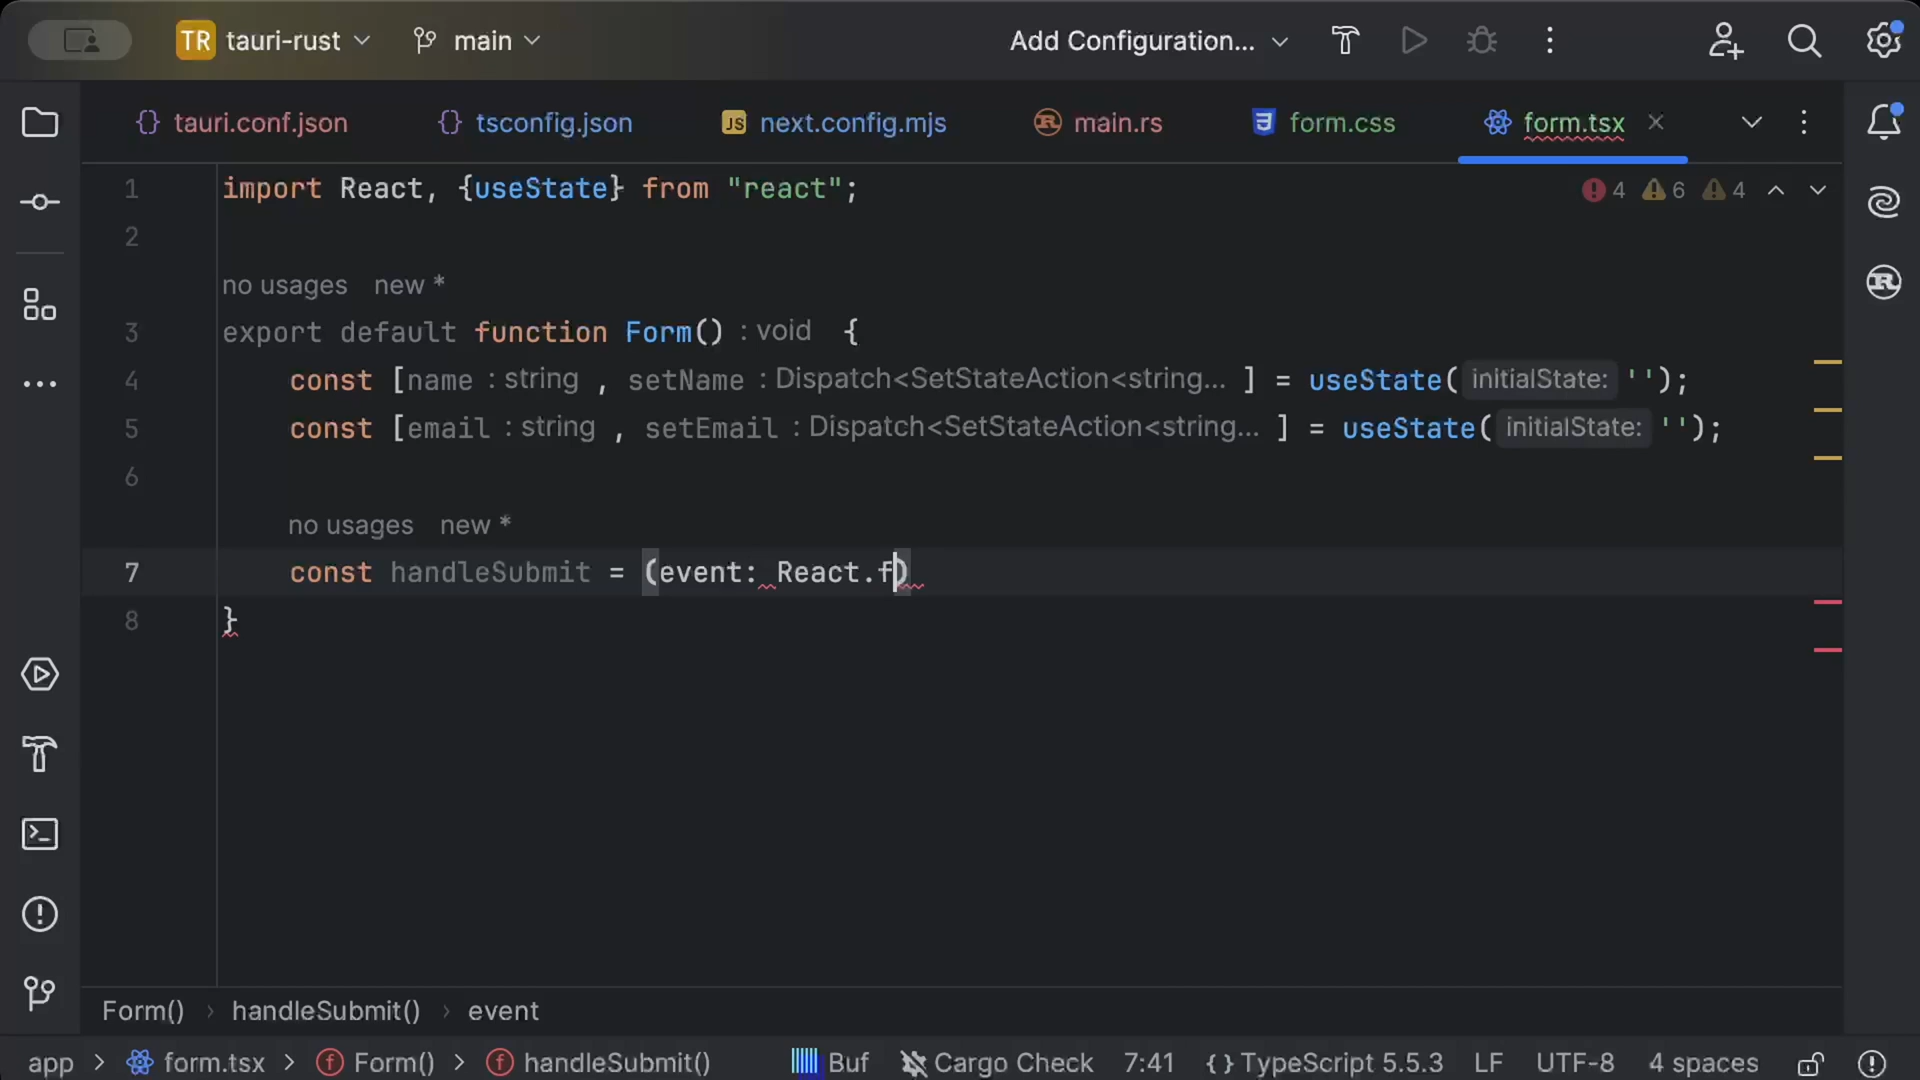 TR tauri-rust main Add Configuration...
tauri.conf.json tsconfig.json JS next.config.mjs main.rs form.css form.tsx
1 import React, {useState} from "react"; 4 6 4
2
no usages new *
3 export default function Form() : void {
4 const [name : string , setName : Dispatch<SetStateAction<string... ] = useState( initialState: '');
5 const [email : string , setEmail : Dispatch<SetStateAction<string... ] = useState( initialState: '');
6
no usages new *
7 const handleSubmit = (event: React.f)
8 }
Form() › handleSubmit() › event
app > form.tsx > f Form() > f handleSubmit() Buf Cargo Check 7:41 {} TypeScript 5.5.3 LF UTF-8 4 spaces